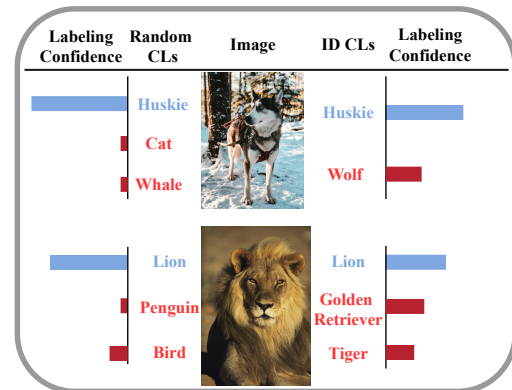 Labeling Confidence
Random CLs
Image
ID CLs
Labeling Confidence
Huskie
Huskie
Cat
Whale
Wolf
Lion
Lion
Penguin
Golden Retriever
Bird
Tiger